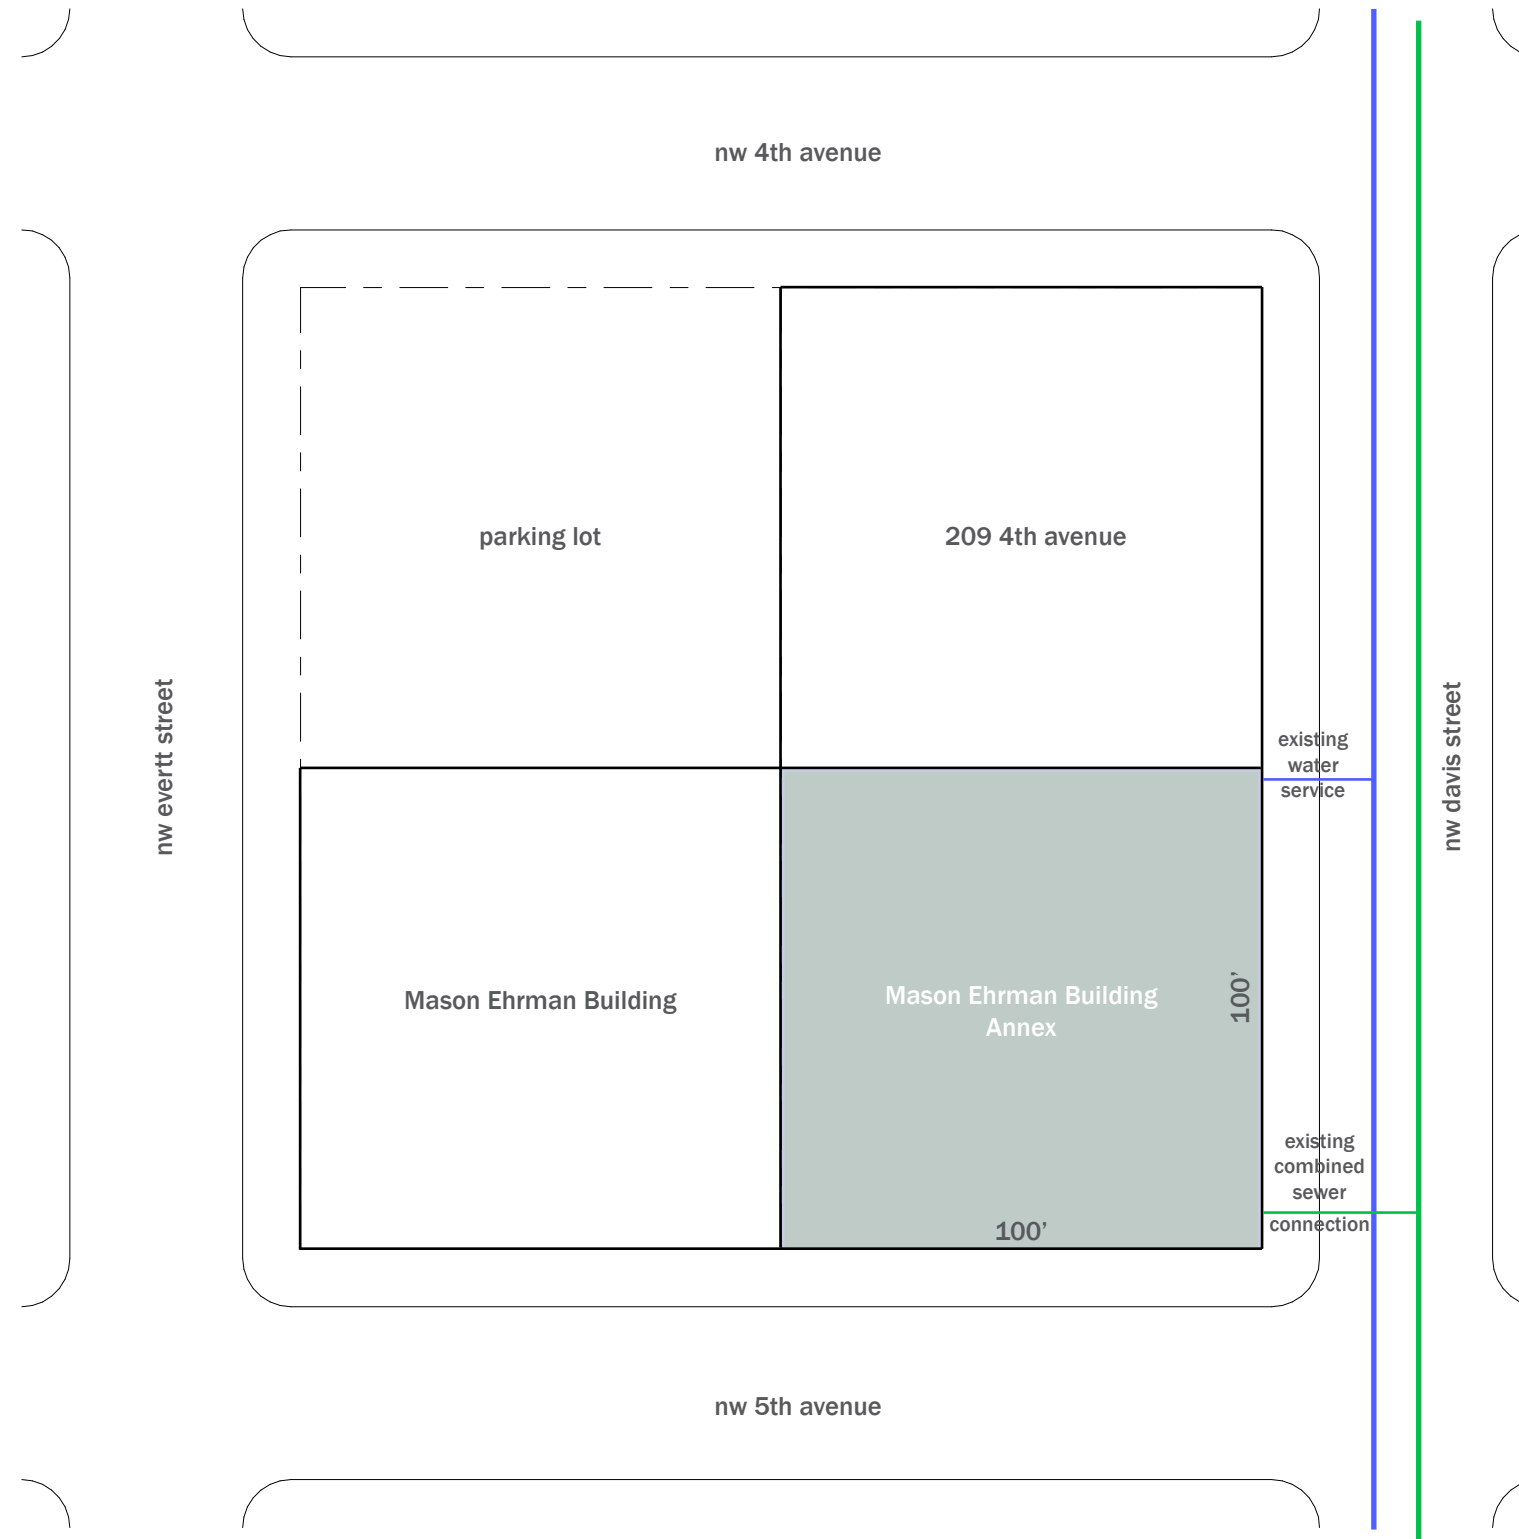 nw 4th avenue
parking lot
209 4th avenue
nw evertt street
existing
water
service
nw davis street
Mason Ehrman Building
Mason Ehrman Building
Annex
100’
existing
combined
sewer
connection
100’
nw 5th avenue